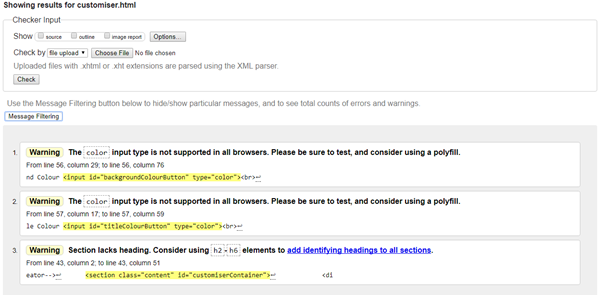 Showing results for customiser.html
Checker Input
Show source outline image report Options...
Check by file upload Choose File No file chosen
Uploaded files with .xhtml or .xht extensions are parsed using the XML parser.
Check
Use the Message Filtering button below to hide/show particular messages, and to see total counts of errors and warnings.
Message Filtering
1. Warning The color input type is not supported in all browsers. Please be sure to test, and consider using a polyfill.
From line 56, column 29; to line 56, column 76
nd Colour <input id="backgroundColourButton" type="color"><br>↩
2. Warning The color input type is not supported in all browsers. Please be sure to test, and consider using a polyfill.
From line 57, column 17; to line 57, column 59
le Colour <input id="titleColourButton" type="color"><br>↩
3. Warning Section lacks heading. Consider using h2-h6 elements to add identifying headings to all sections.
From line 43, column 2; to line 43, column 51
eator-->↩ <section class="content" id="customiserContainer">↩ <di